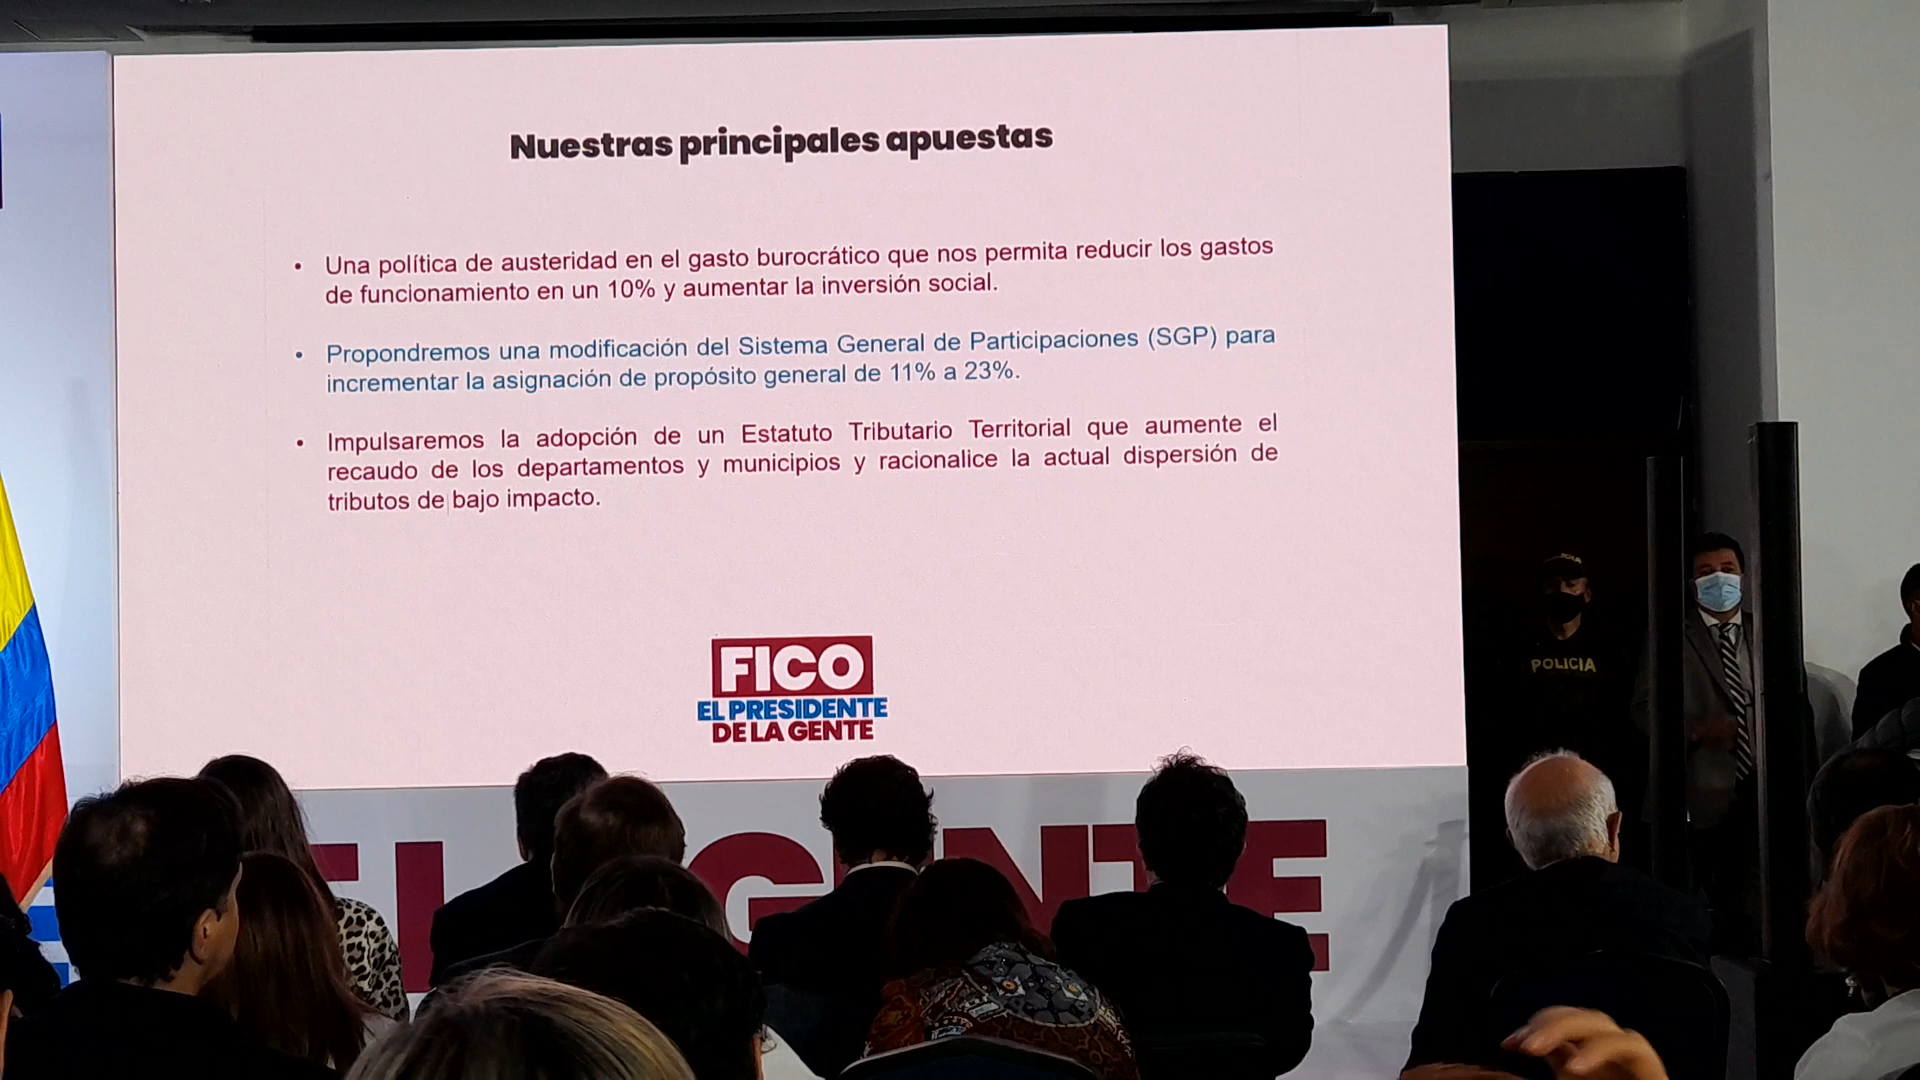 Nuestras principales apuestas
• Una política de austeridad en el gasto burocrático que nos permita reducir los gastos
de funcionamiento en un 10% y aumentar la inversión social.
• Propondremos una modificación del Sistema General de Participaciones (SGP) para
incrementar la asignación de propósito general de 11% a 23%.
• Impulsaremos la adopción de un Estatuto Tributario Territorial que aumente el
recaudo de los departamentos y municipios y racionalice la actual dispersión de
tributos de bajo impacto.
FICO
EL PRESIDENTE
DE LA GENTE
POLICIA
GENTE